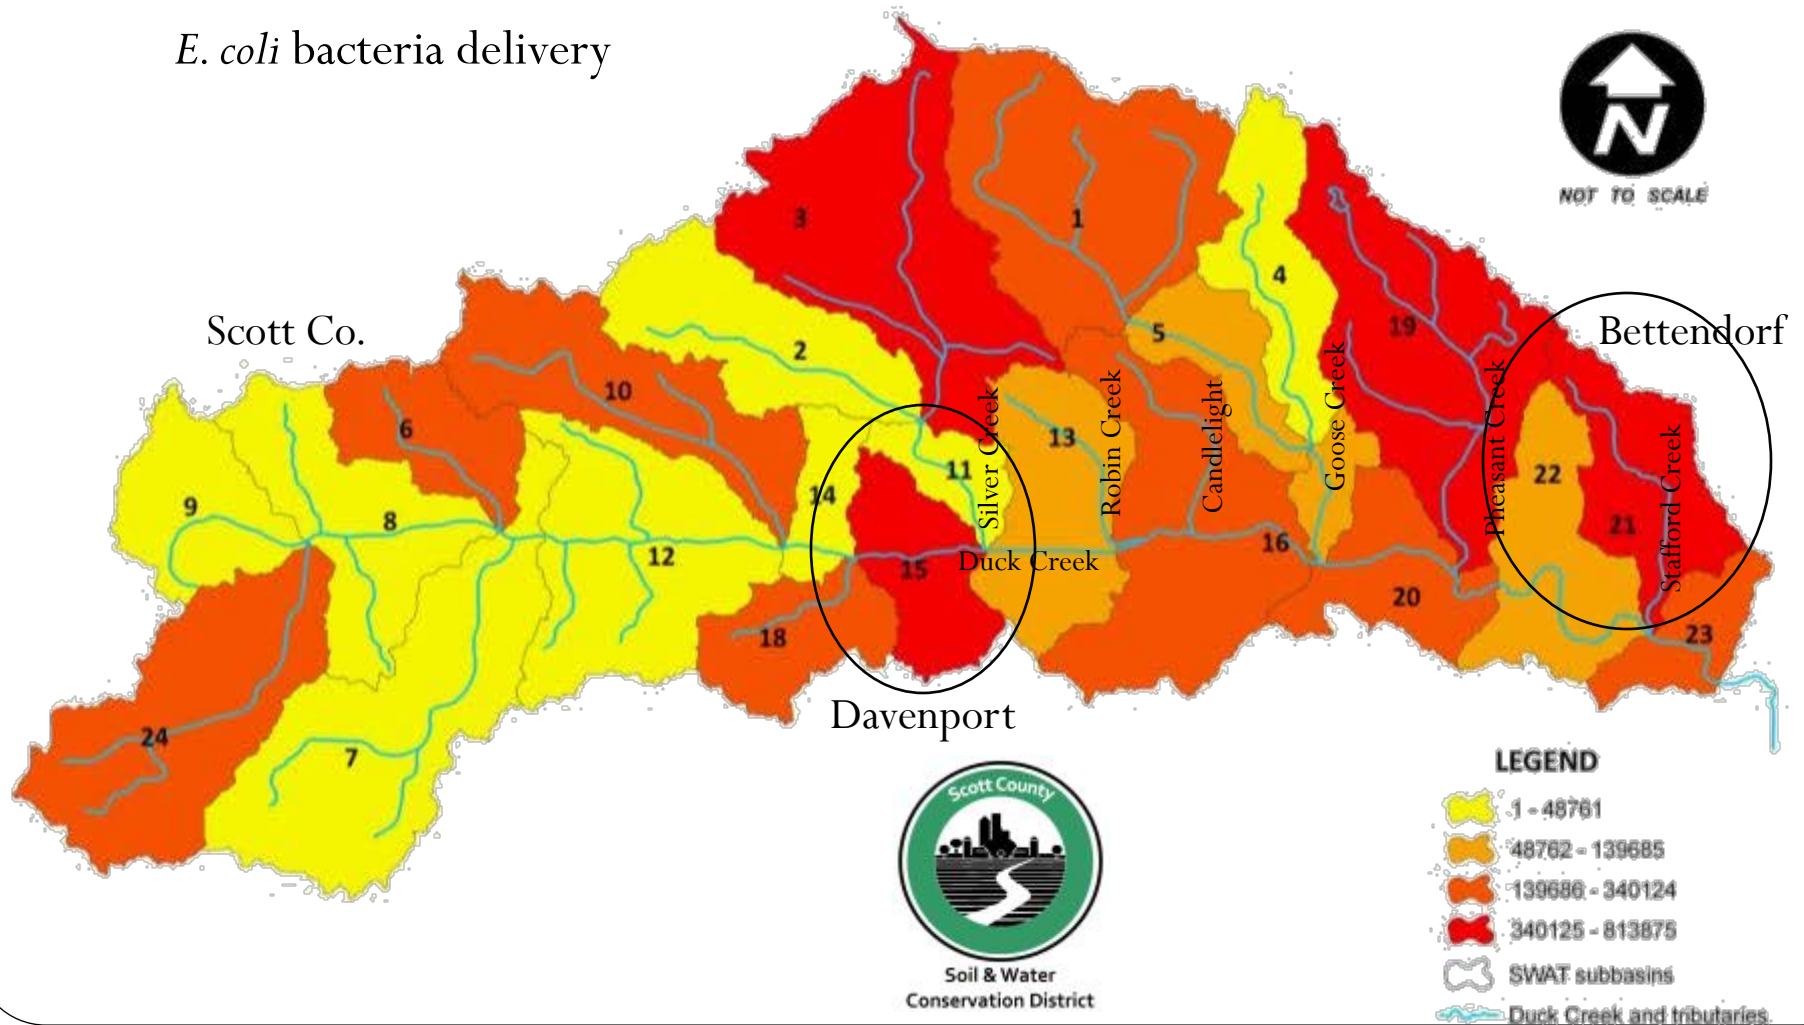 E. coli bacteria delivery
N
NOT TO SCALE
3
1
4
Scott Co.
2
5
19
Bettendorf
10
6
13
Silver Creek
Robin Creek
Candlelight
Goose Creek
Pheasant Creek
Stafford Creek
11
22
14
9
8
21
12
15
Duck Creek
16
20
18
23
24
7
Davenport
Scott County
Soil & Water
Conservation District
LEGEND
1 - 48761
48762 - 139685
139686 - 340124
340125 - 813875
SWAT subbasins
Duck Creek and tributaries